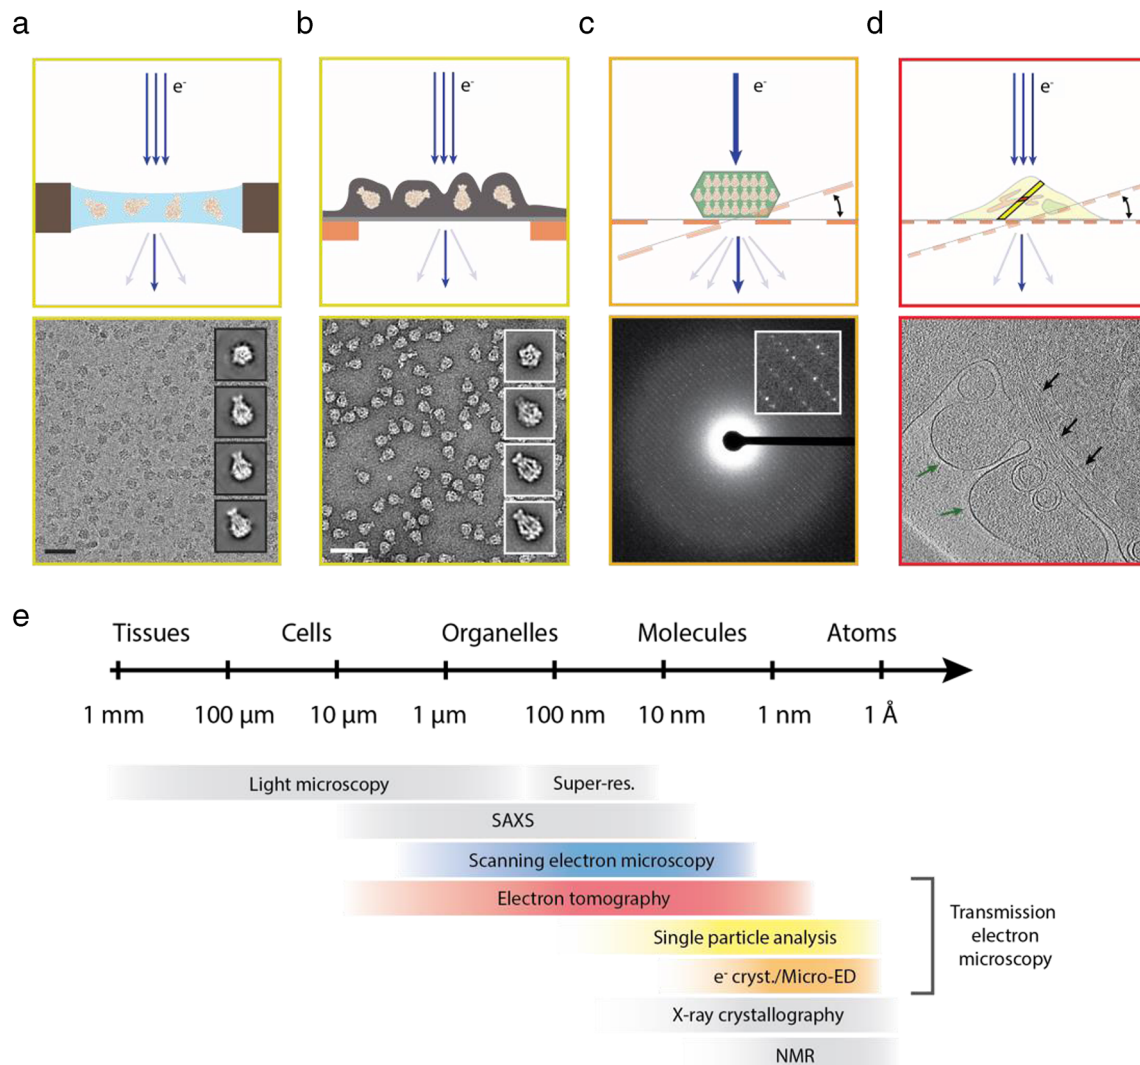 a
b
c
d
e-
e-
e-
e-
e
Tissues Cells Organelles Molecules Atoms
1 mm 100 µm 10 µm 1 µm 100 nm 10 nm 1 nm 1 Å
Light microscopy Super-res.
SAXS
Scanning electron microscopy
Electron tomography
Single particle analysis
e- cryst./Micro-ED
X-ray crystallography
NMR
Transmission
electron
microscopy